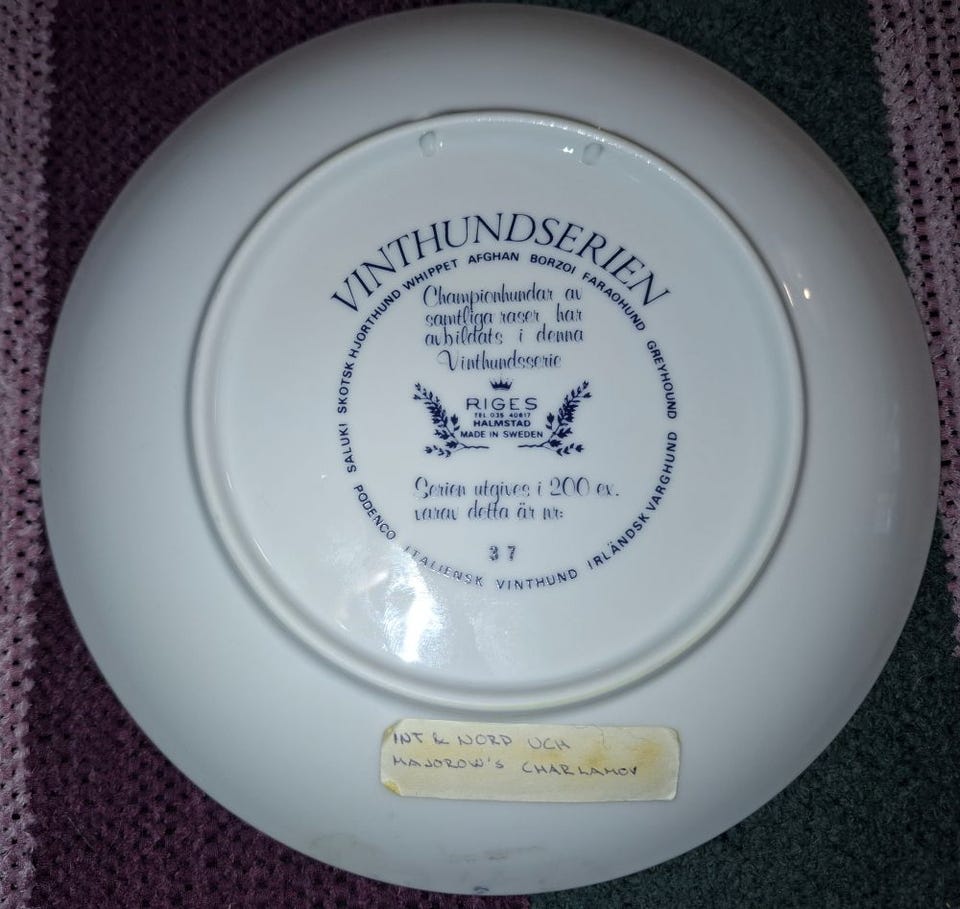 VINTHUNDSERIEN
WHIPPET AFGHAN BORZOI FARAOHUND GREYHOUND IRLÄNDSK VARGHUND ITALIENSK VINTHUND PODENCO SALUKI SKOTSK HJORTHUND
Championhundar av
samtliga raser har
avbildats i denna
Vinthundsserie
RIGES
TEL 035 40817
HALMSTAD
MADE IN SWEDEN
Serien utgives i 200 ex.
varav detta är nr:
37
INT & NORD UCH
MAJOROW'S CHARLAMOV